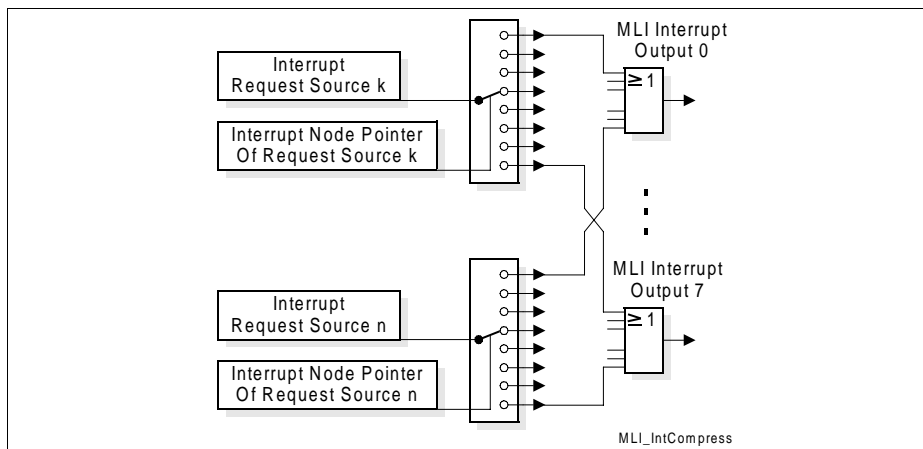 MLI Interrupt
Output 0
Interrupt
Request Source k
≥ 1
Interrupt Node Pointer
Of Request Source k
MLI Interrupt
Output 7
Interrupt
Request Source n
≥ 1
Interrupt Node Pointer
Of Request Source n
MLI_IntCompress